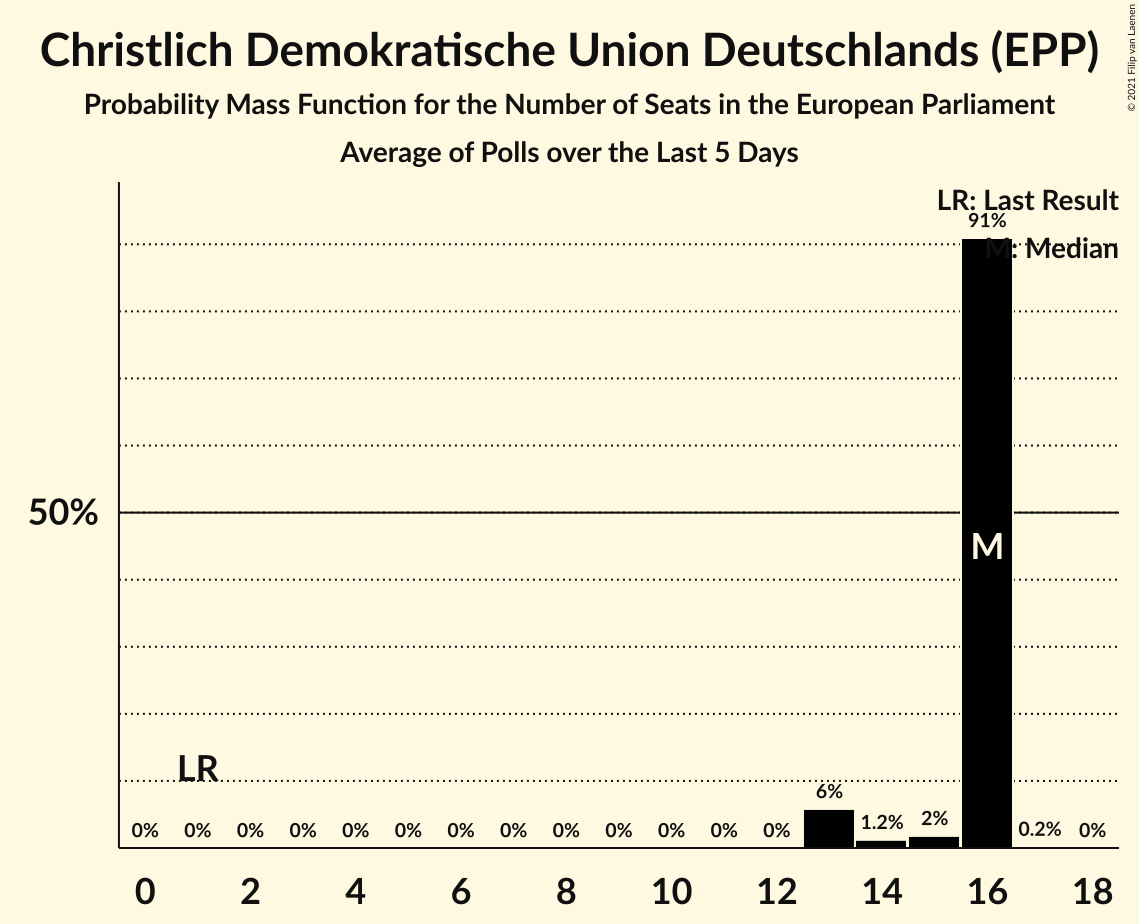 Christlich Demokratische Union Deutschlands (EPP)
Probability Mass Function for the Number of Seats in the European Parliament
Average of Polls over the Last 5 Days
© 2021 Filip van Laenen
LR: Last Result
91%
M: Median
50%
M
LR
0% 0% 0% 0% 0% 0% 0% 0% 0% 0% 0% 0% 0% 6% 1.2% 2% 0.2% 0%
0 2 4 6 8 10 12 14 16 18